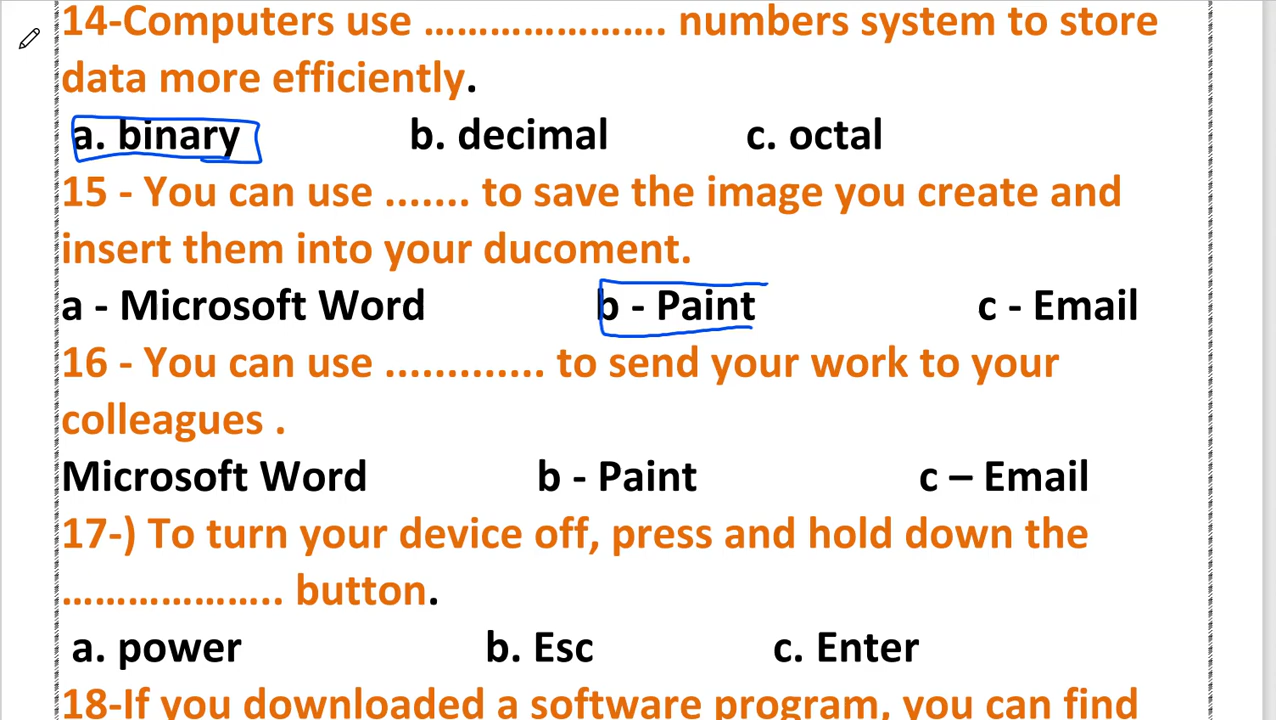 14-Computers use …………………. numbers system to store
data more efficiently.
a. binary b. decimal c. octal
15 - You can use ....... to save the image you create and
insert them into your ducoment.
a - Microsoft Word b - Paint c - Email
16 - You can use ............. to send your work to your
colleagues .
Microsoft Word b - Paint c – Email
17-) To turn your device off, press and hold down the
……………….. button.
a. power b. Esc c. Enter
18-If you downloaded a software program, you can find